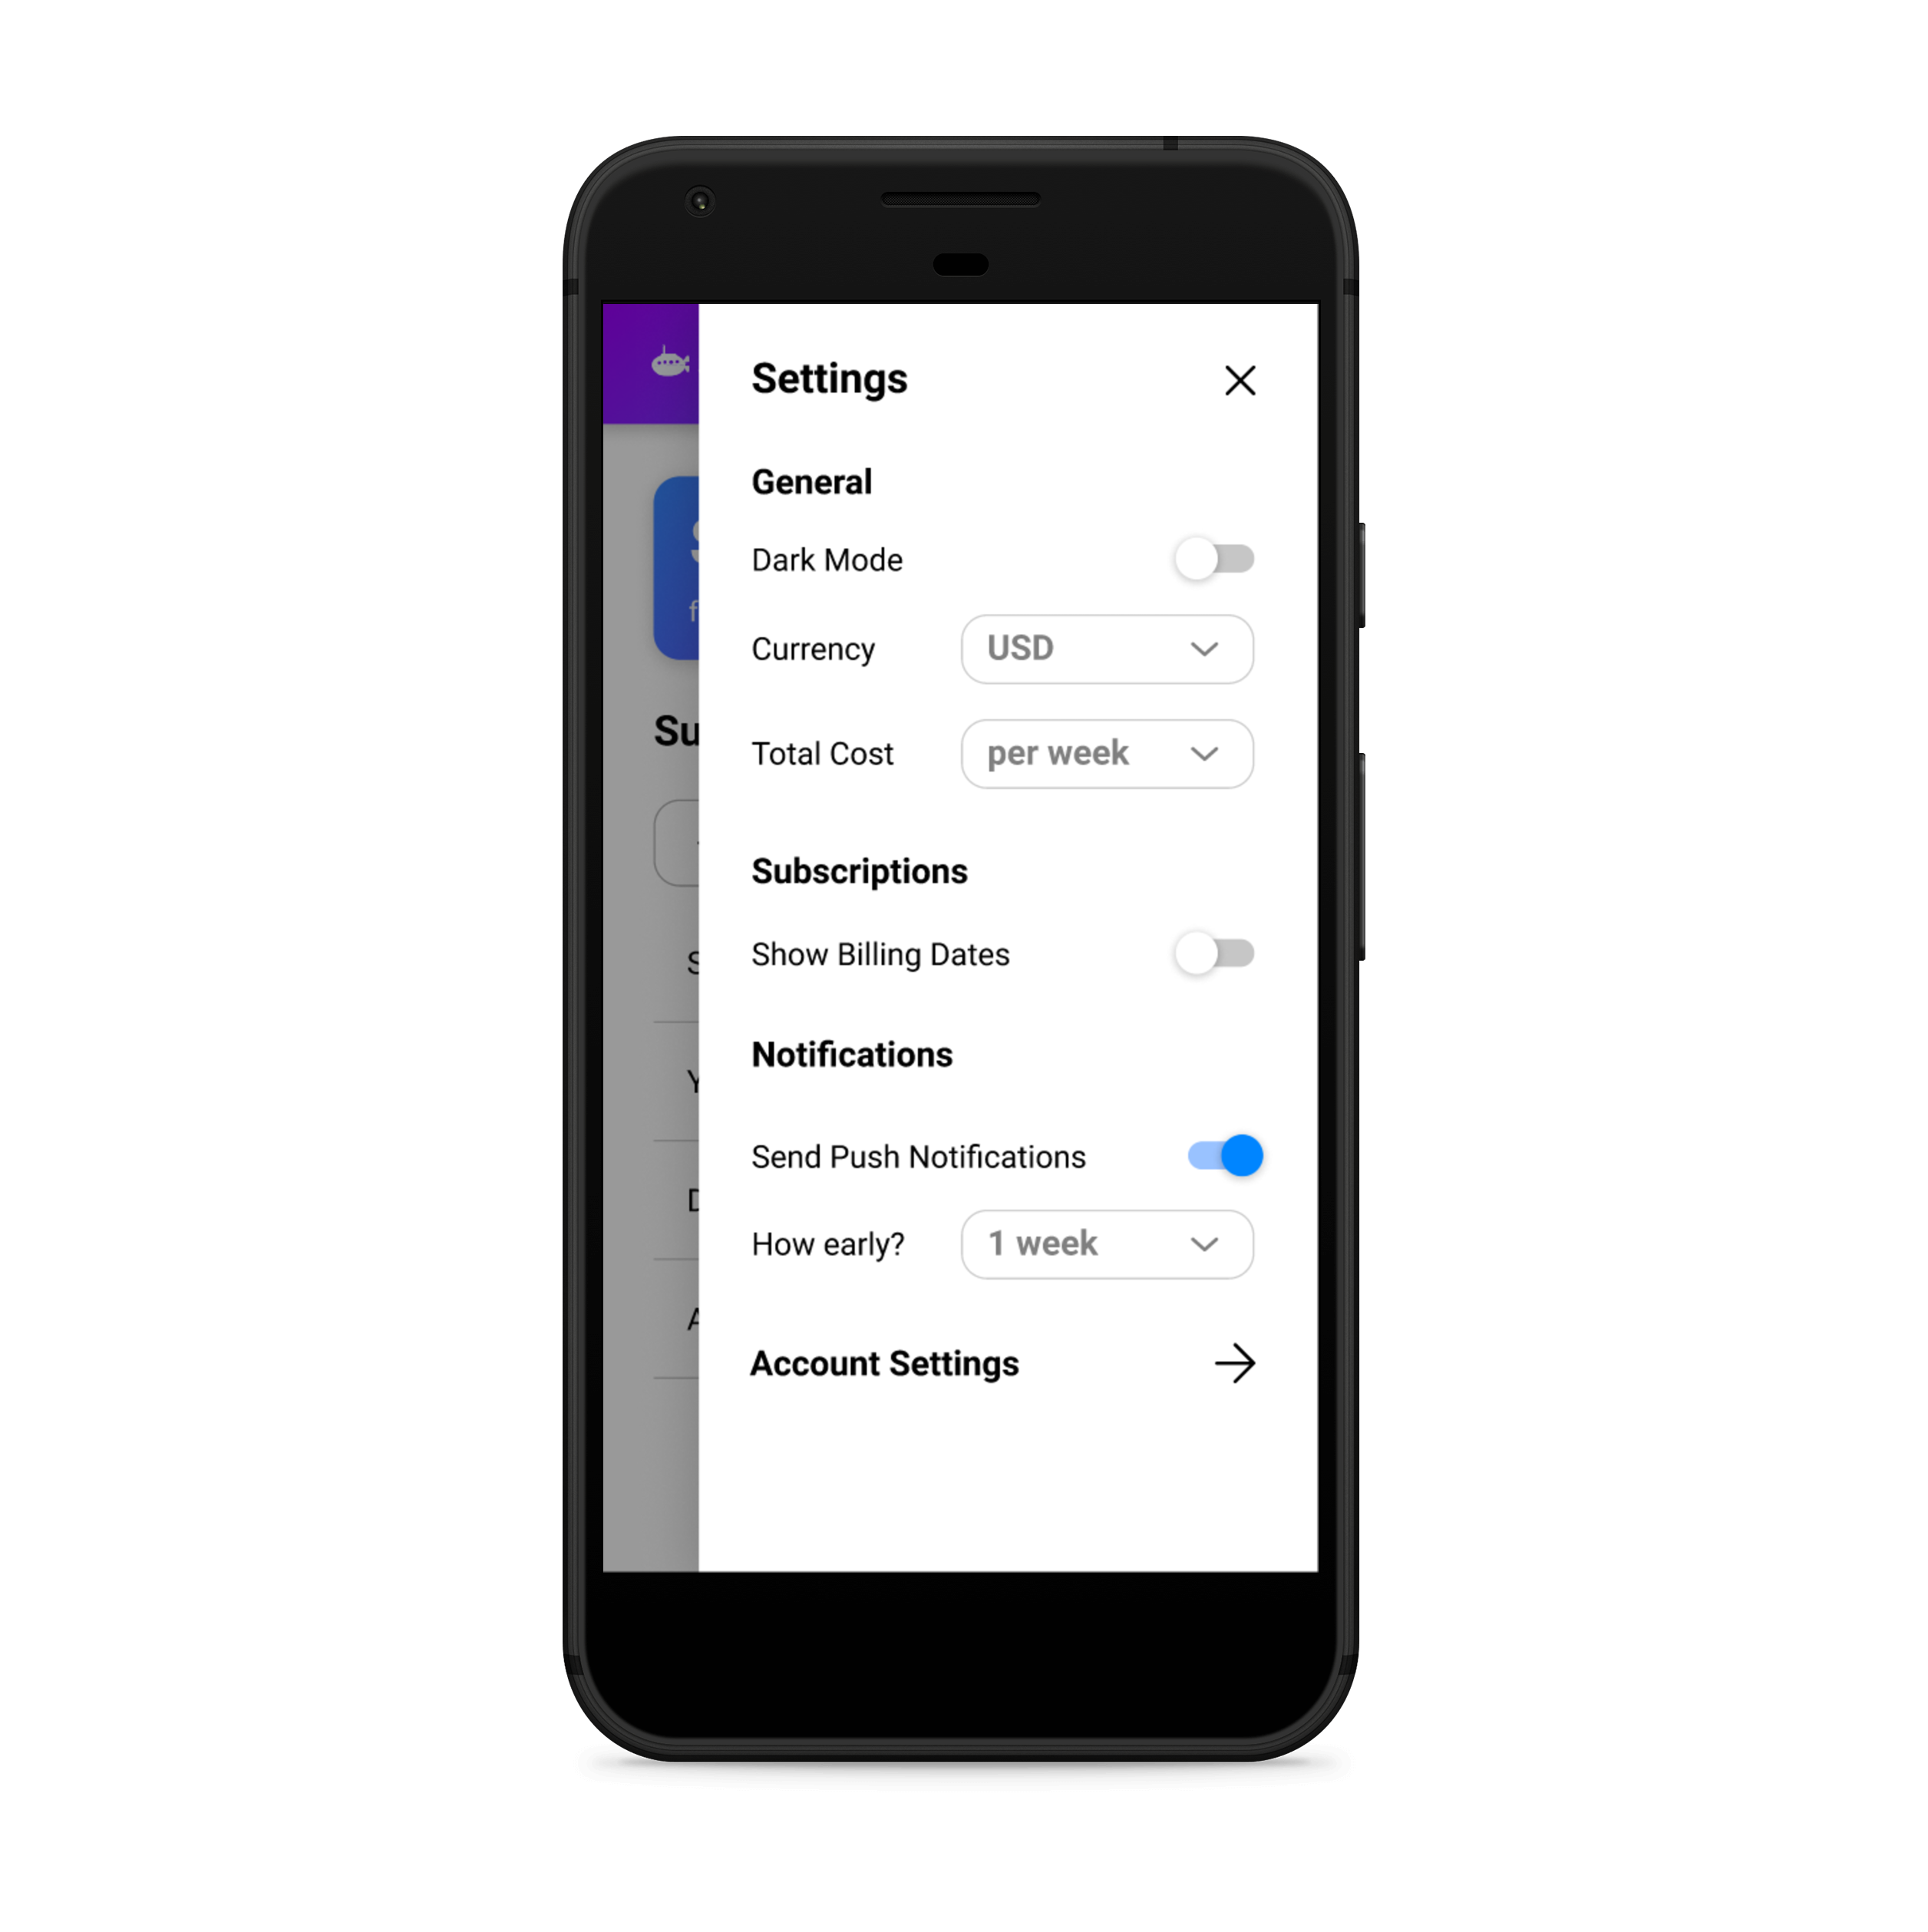 Settings
General
Dark Mode
Currency USD
Total Cost per week
Subscriptions
Show Billing Dates
Notifications
Send Push Notifications
How early? 1 week
Account Settings
Su